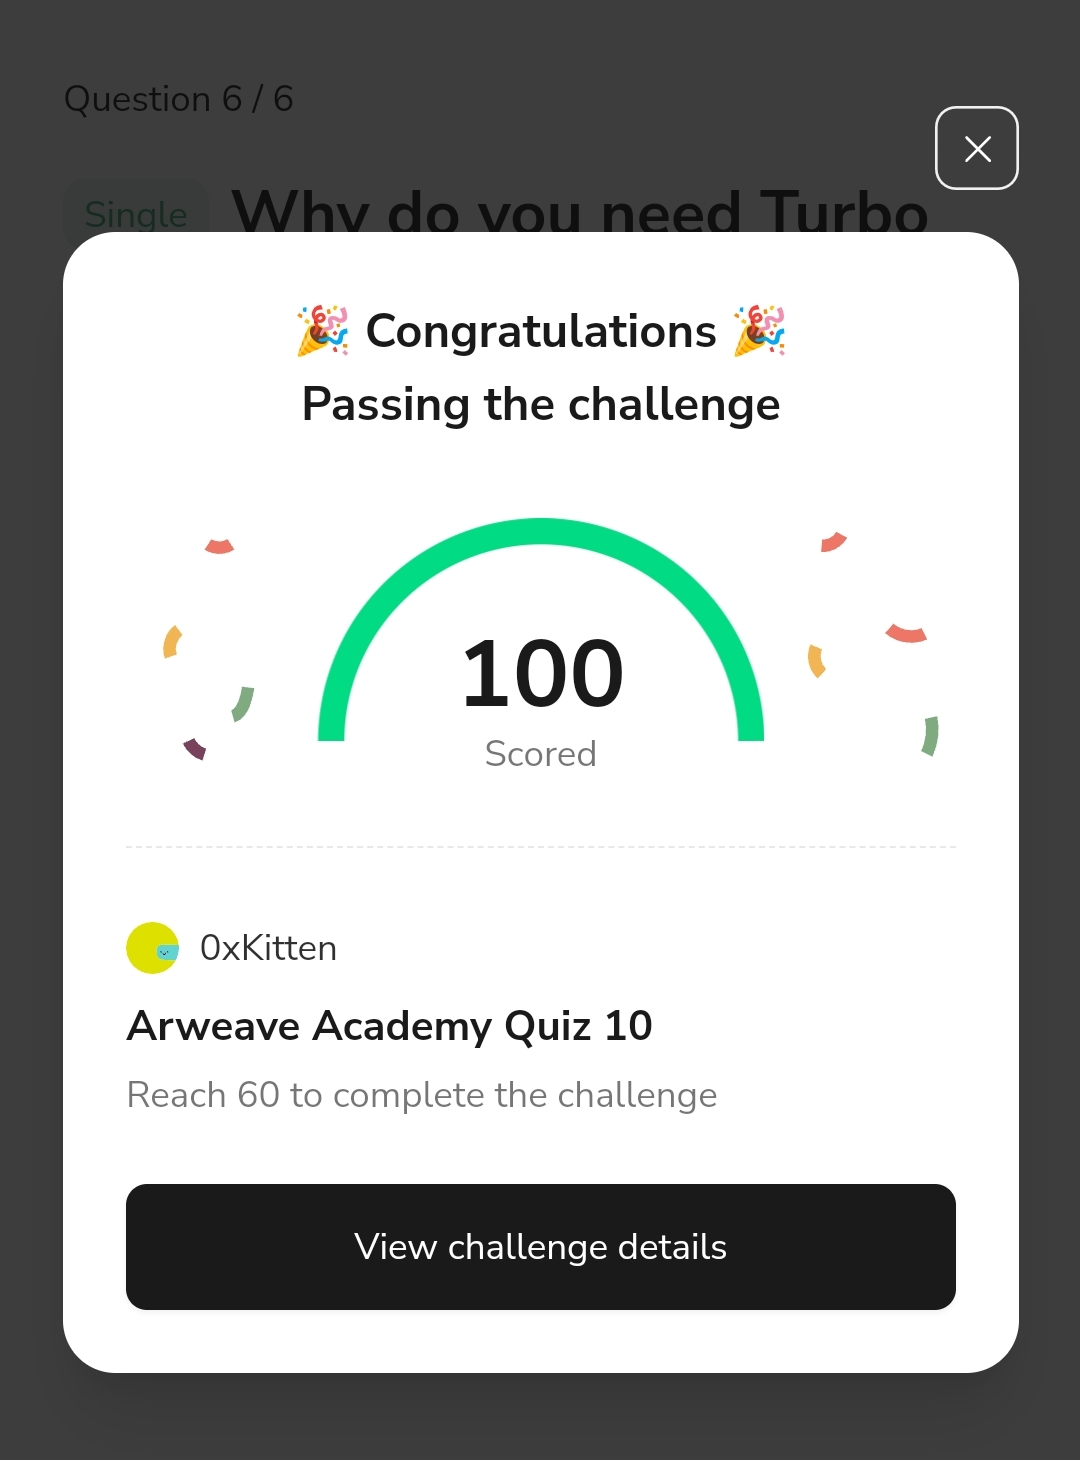 Question 6 / 6
Single Why do you need Turbo
🎉 Congratulations 🎉
Passing the challenge
100
Scored
0xKitten
Arweave Academy Quiz 10
Reach 60 to complete the challenge
View challenge details